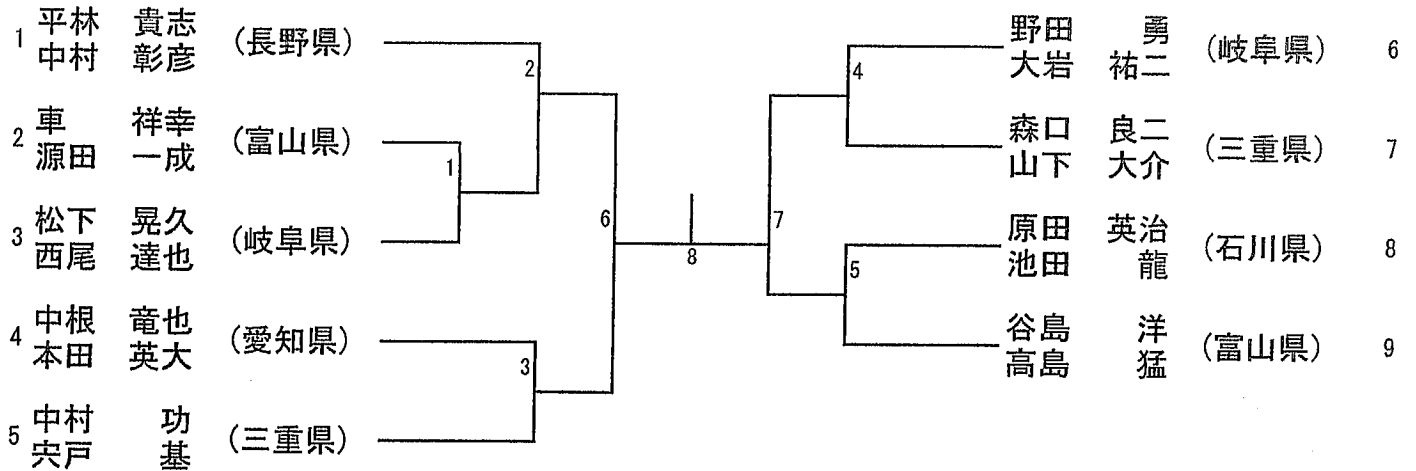 1 平林 貴志 (長野県)
中村 彰彦
2 車 祥幸 (富山県)
源田 一成
3 松下 晃久 (岐阜県)
西尾 達也
4 中根 竜也 (愛知県)
本田 英大
5 中村 功 (三重県)
宍戸 基
2
1
6
3
8
4
7
5
野田 勇 (岐阜県) 6
大岩 祐二
森口 良二 (三重県) 7
山下 大介
原田 英治 (石川県) 8
池田 龍
谷島 洋 (富山県) 9
高島 猛